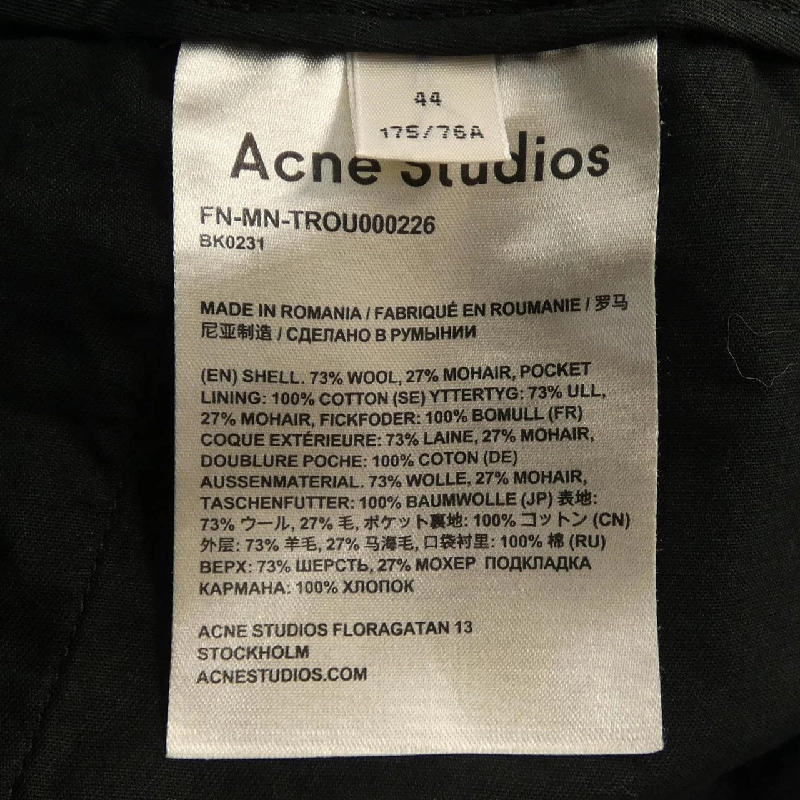 44
175/76A
Acne Studios
FN-MN-TROU000226
BK0231
MADE IN ROMANIA / FABRIQUÉ EN ROUMANIE / 罗马
尼亚制造 / СДЕЛАНО В РУМЫНИИ
(EN) SHELL. 73% WOOL, 27% MOHAIR, POCKET
LINING: 100% COTTON (SE) YTTERTYG: 73% ULL,
27% MOHAIR, FICKFODER: 100% BOMULL (FR)
COQUE EXTÉRIEURE: 73% LAINE, 27% MOHAIR,
DOUBLURE POCHE: 100% COTON (DE)
AUSSENMATERIAL. 73% WOLLE, 27% MOHAIR,
TASCHENFUTTER: 100% BAUMWOLLE (JP) 表地:
73% ウール, 27% 毛, ポケット裏地: 100% コットン (CN)
外层: 73% 羊毛, 27% 马海毛, 口袋衬里: 100% 棉 (RU)
ВЕРХ: 73% ШЕРСТЬ, 27% МОХЕР ПОДКЛАДКА
КАРМАНА: 100% ХЛОПОК
ACNE STUDIOS FLORAGATAN 13
STOCKHOLM
ACNESTUDIOS.COM